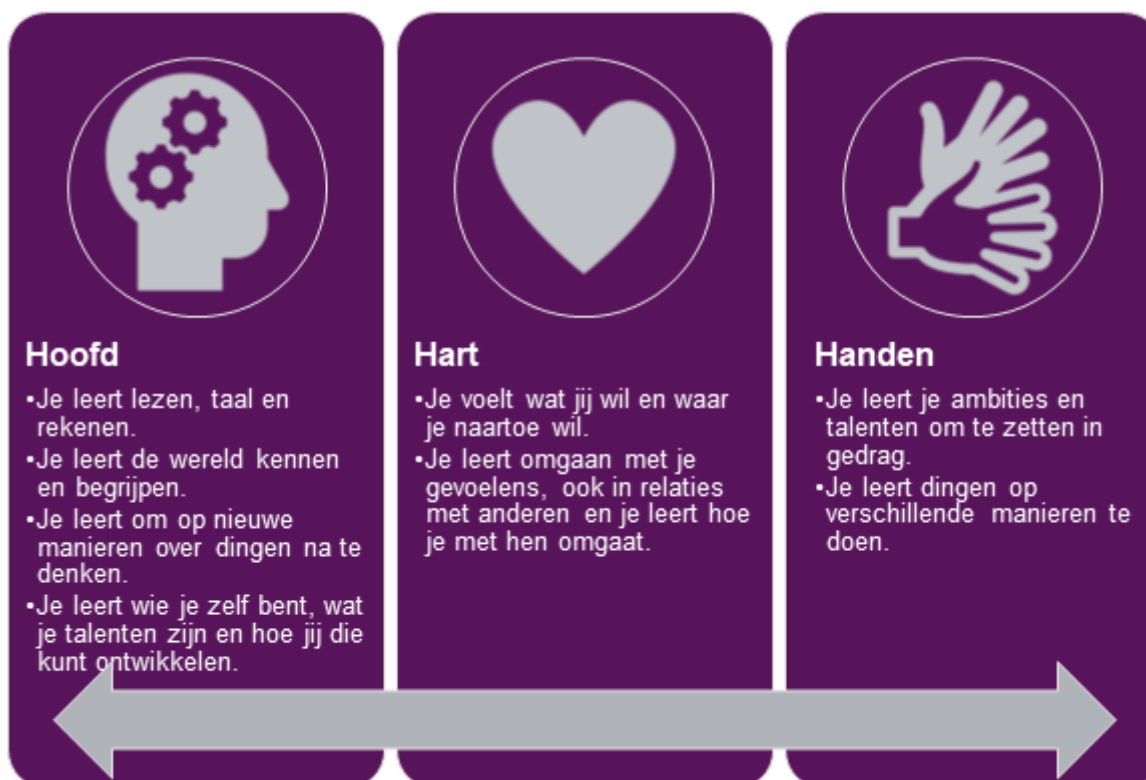 Hoofd
•Je leert lezen, taal en
rekenen.
•Je leert de wereld kennen
en begrijpen.
•Je leert om op nieuwe
manieren over dingen na te
denken.
•Je leert wie je zelf bent, wat
je talenten zijn en hoe jij die
kunt ontwikkelen.
Hart
•Je voelt wat jij wil en waar
je naartoe wil.
•Je leert omgaan met je
gevoelens, ook in relaties
met anderen en je leert hoe
je met hen omgaat.
Handen
•Je leert je ambities en
talenten om te zetten in
gedrag.
•Je leert dingen op
verschillende manieren te
doen.